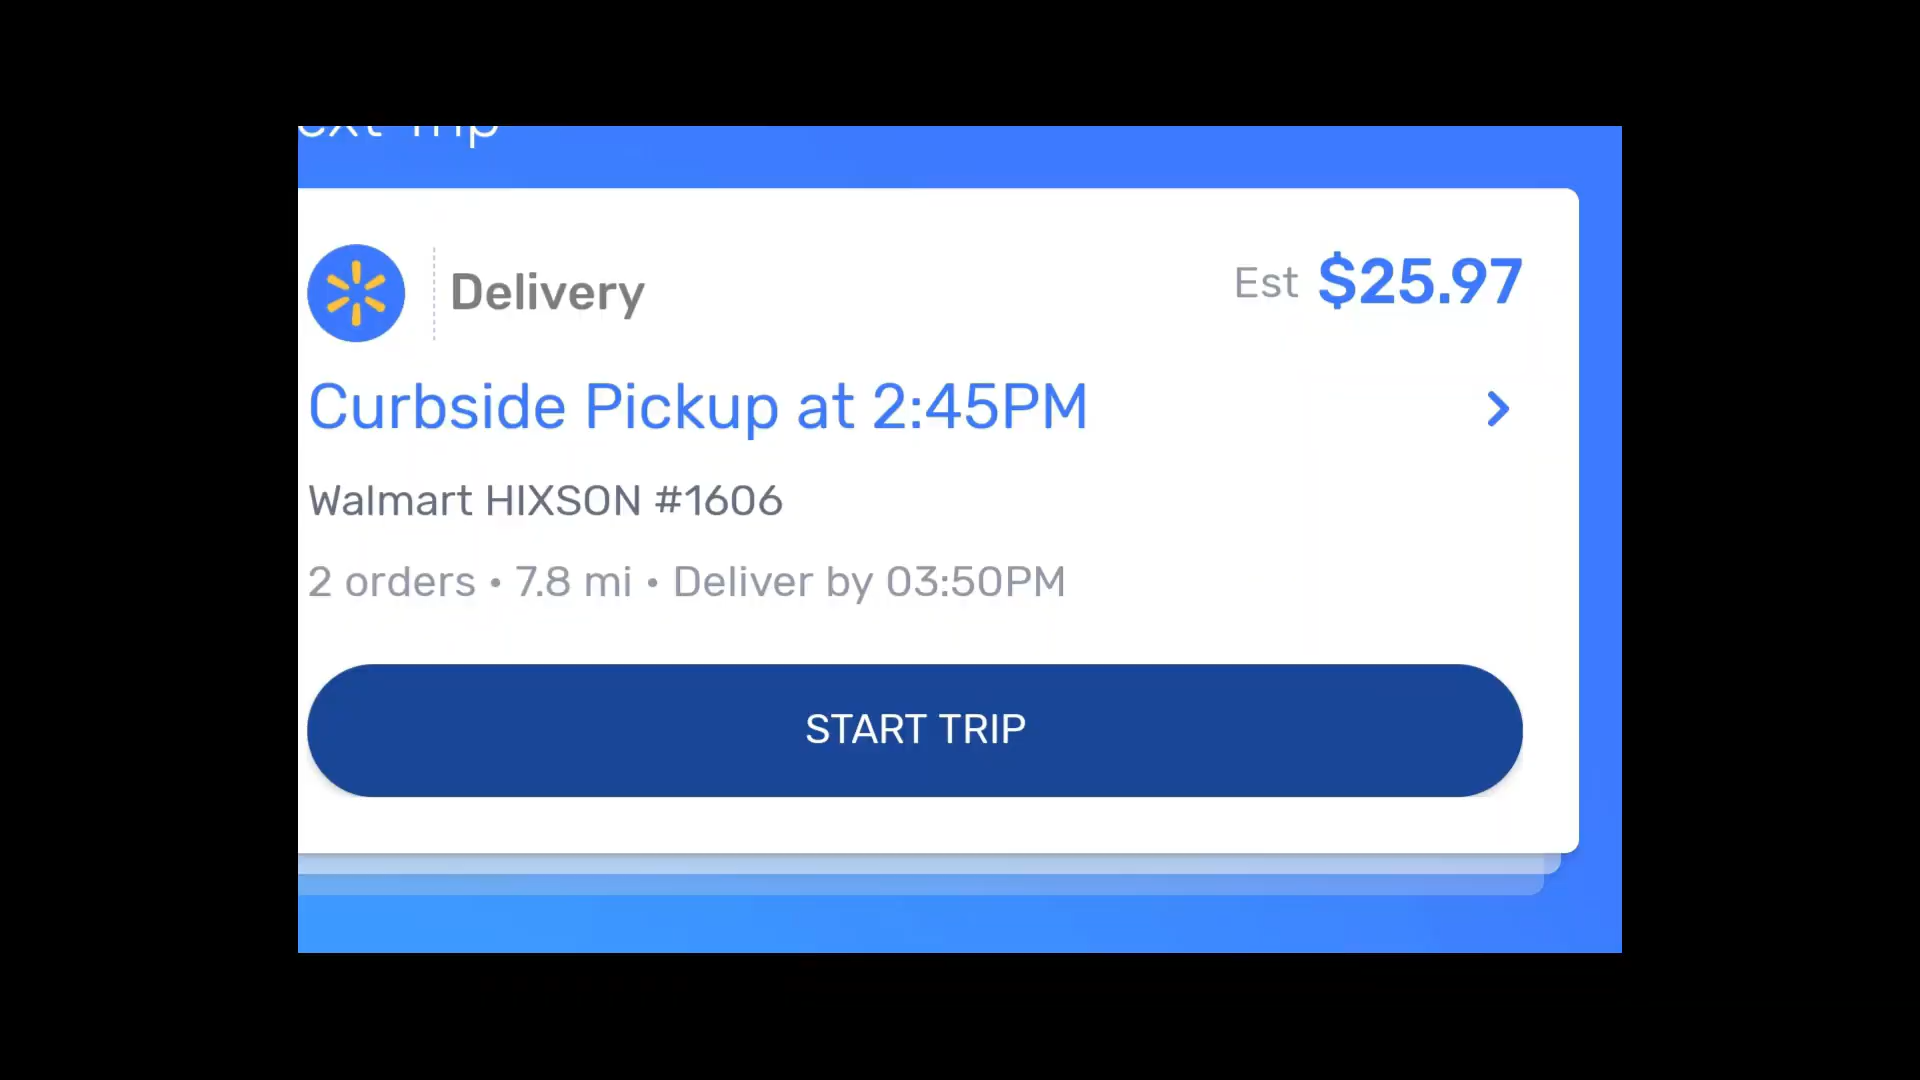 Trip
Delivery
Est $25.97
Curbside Pickup at 2:45PM
Walmart HIXSON #1606
2 orders • 7.8 mi • Deliver by 03:50PM
START TRIP